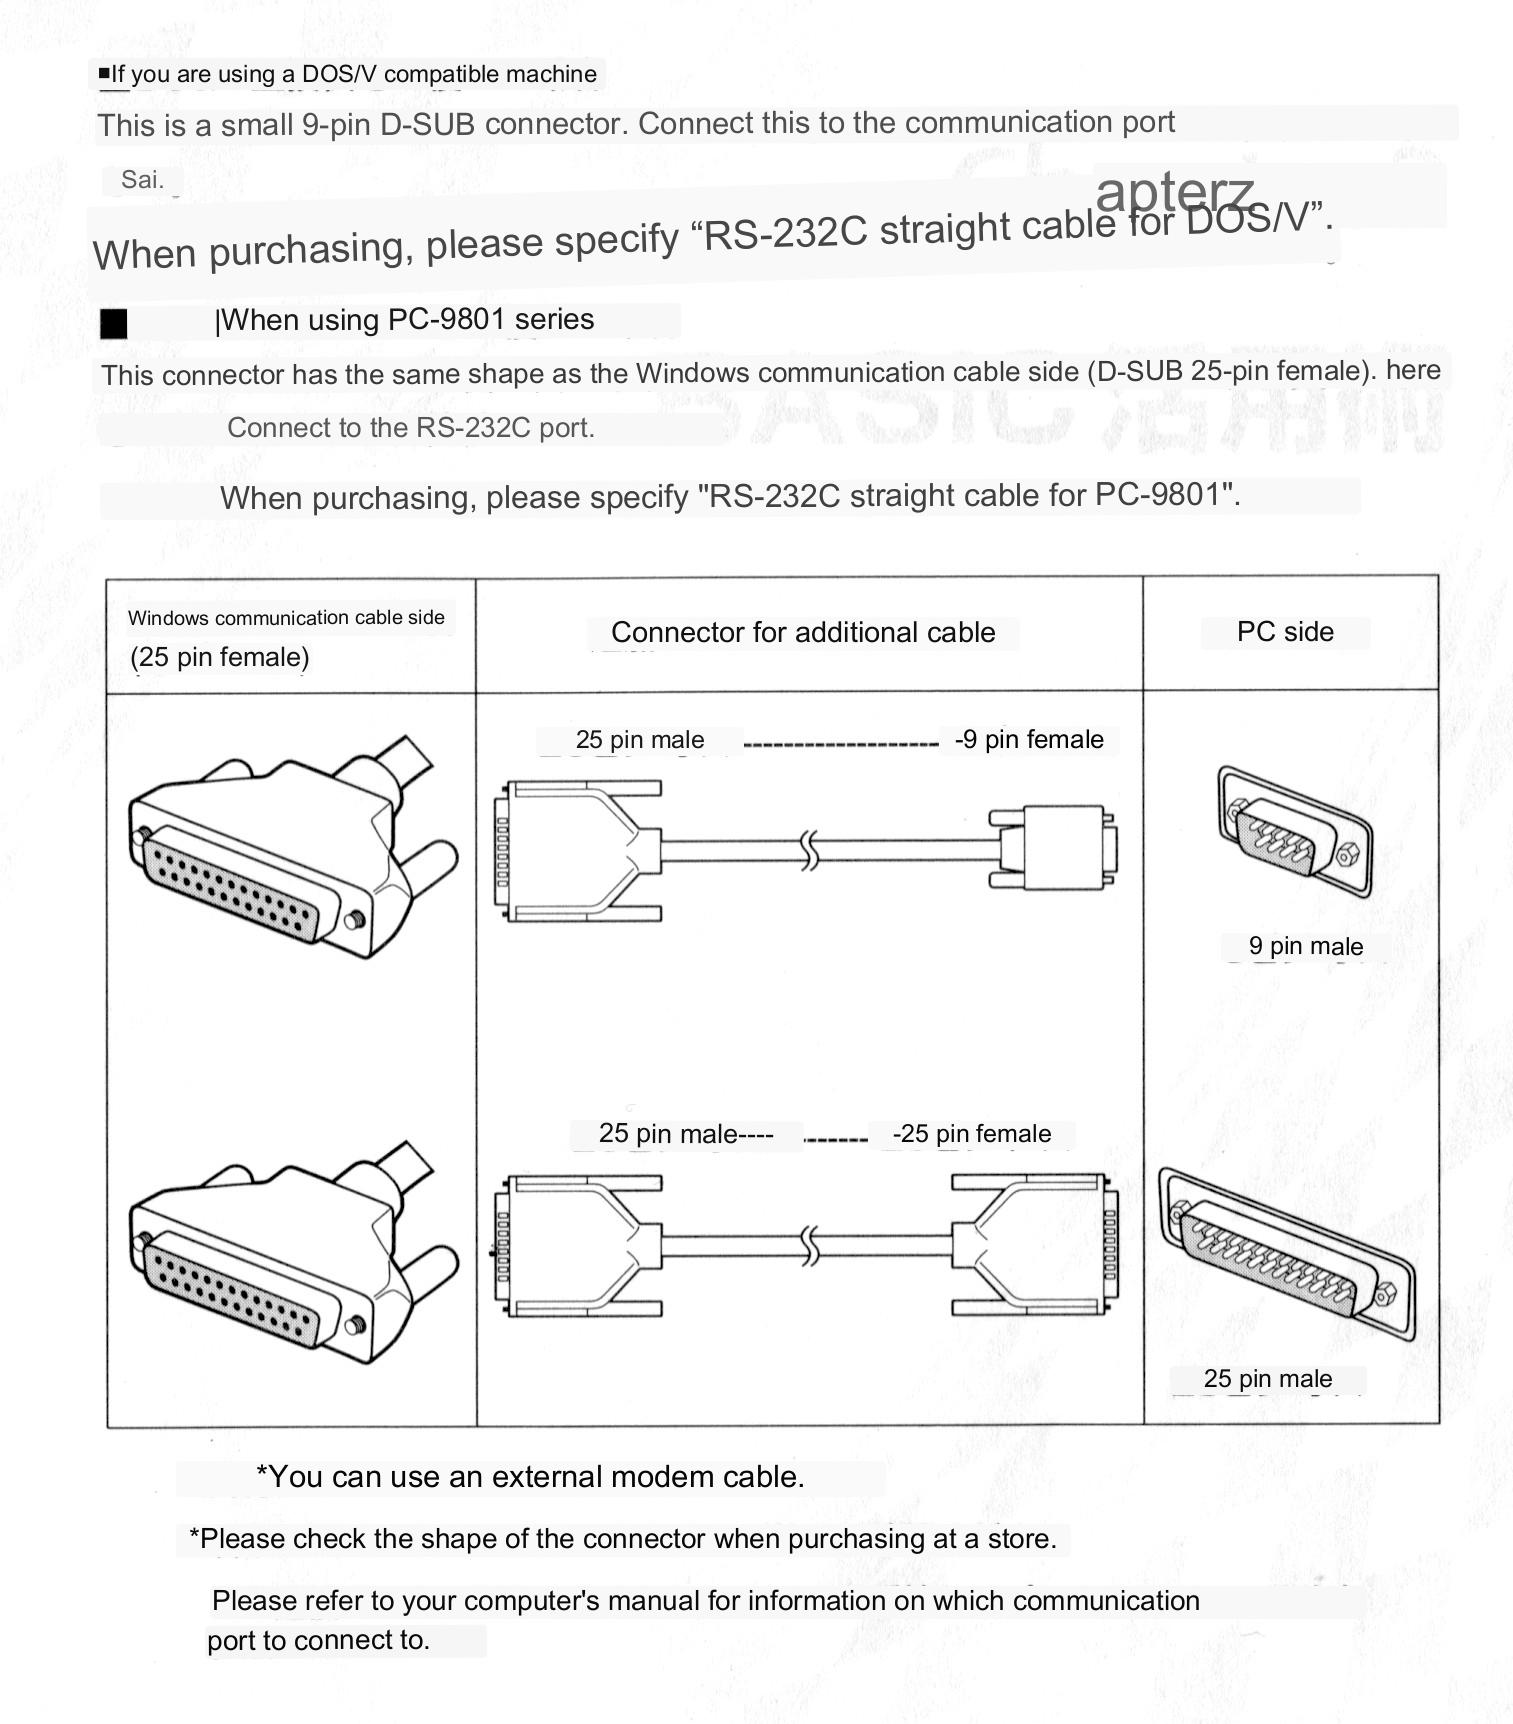 ■If you are using a DOS/V compatible machine
This is a small 9-pin D-SUB connector. Connect this to the communication port
Sai.
apterz
When purchasing, please specify “RS-232C straight cable for DOS/V”.
■ |When using PC-9801 series
This connector has the same shape as the Windows communication cable side (D-SUB 25-pin female). here
Connect to the RS-232C port.
When purchasing, please specify "RS-232C straight cable for PC-9801".
Windows communication cable side
(25 pin female)
Connector for additional cable
PC side
25 pin male -------------------- -9 pin female
9 pin male
25 pin male---- ------- -25 pin female
25 pin male
*You can use an external modem cable.
*Please check the shape of the connector when purchasing at a store.
Please refer to your computer's manual for information on which communication
port to connect to.